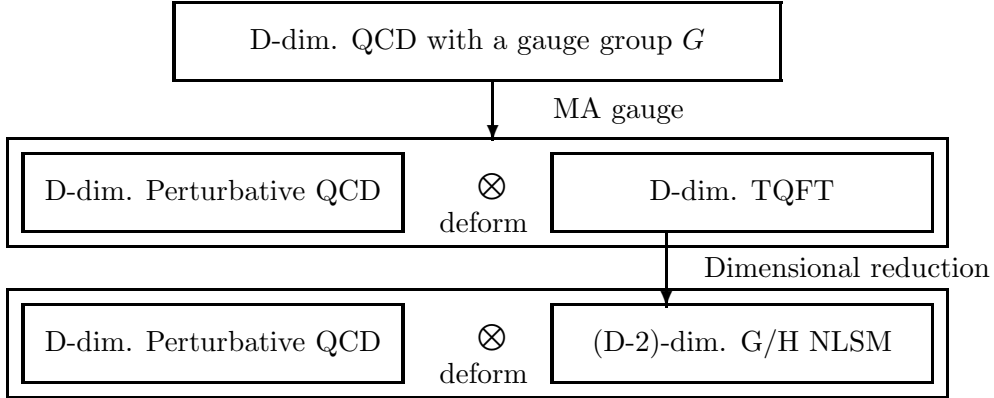 D-dim. QCD with a gauge group G
MA gauge
D-dim. Perturbative QCD ⊗ D-dim. TQFT
deform
Dimensional reduction
D-dim. Perturbative QCD ⊗ (D-2)-dim. G/H NLSM
deform